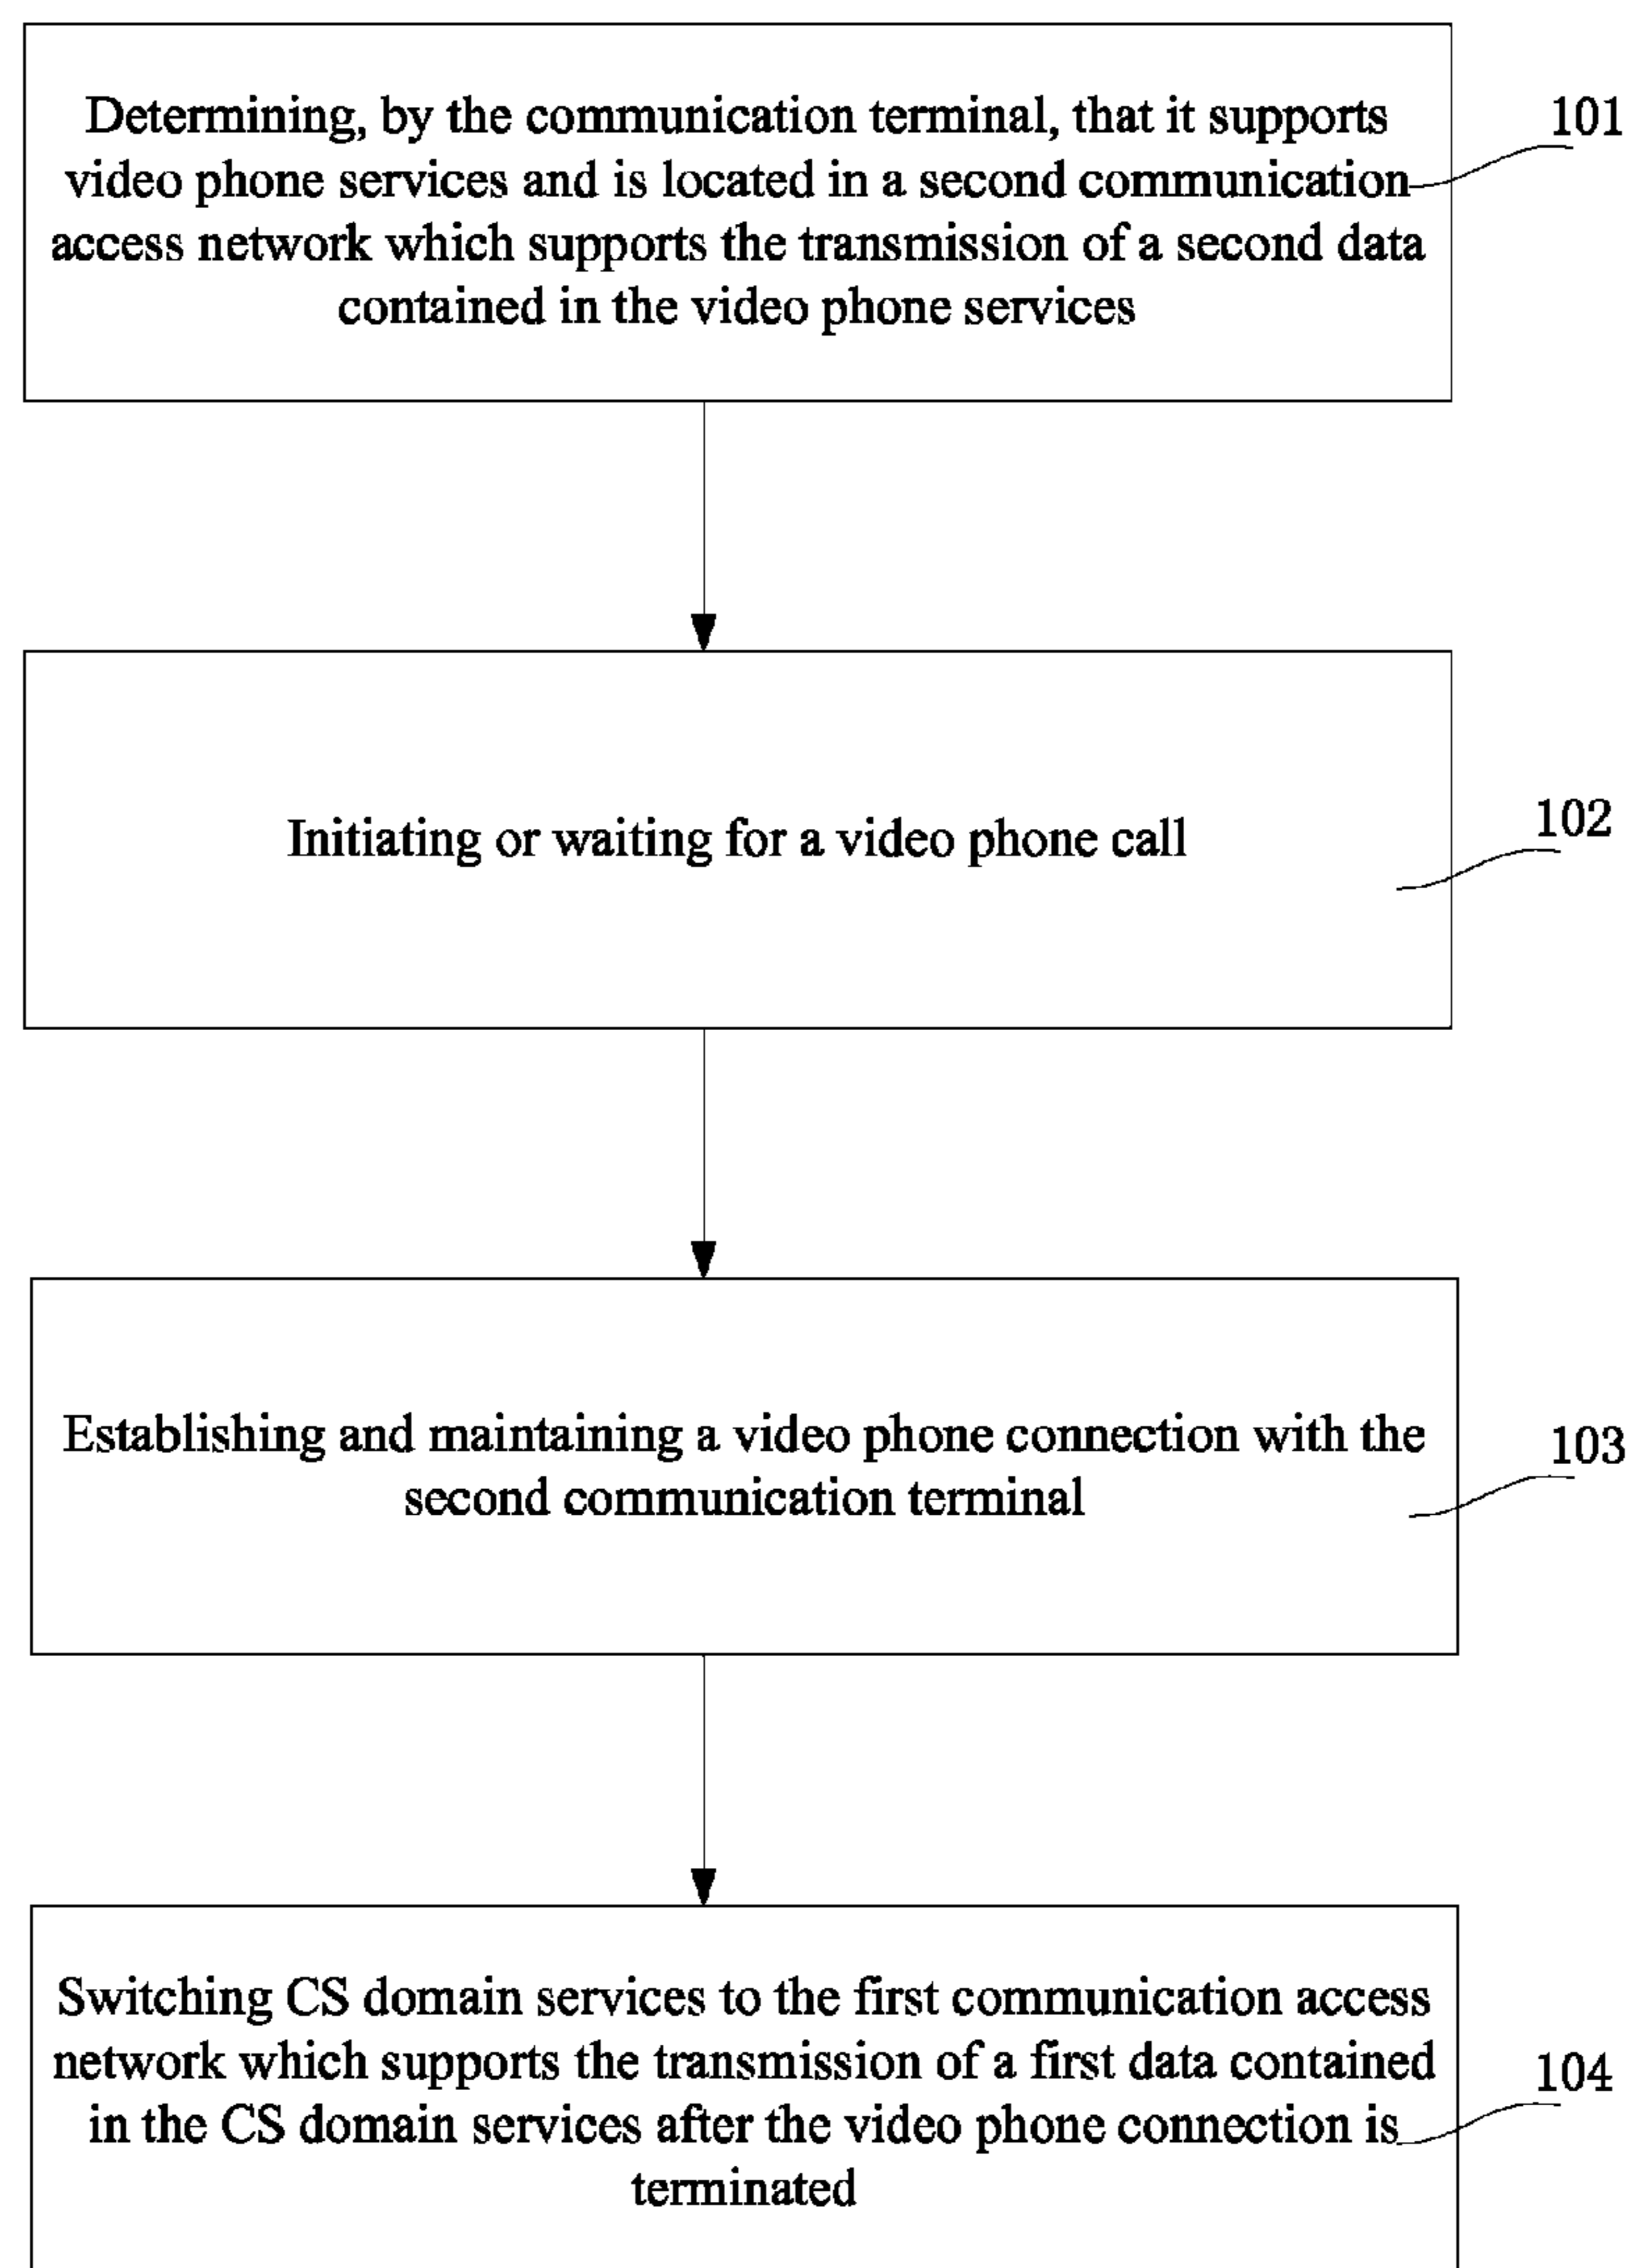 Determining, by the communication terminal, that it supports
video phone services and is located in a second communication
access network which supports the transmission of a second data
contained in the video phone services
101
Initiating or waiting for a video phone call
102
Establishing and maintaining a video phone connection with the
second communication terminal
103
Switching CS domain services to the first communication access
network which supports the transmission of a first data contained
in the CS domain services after the video phone connection is
terminated
104